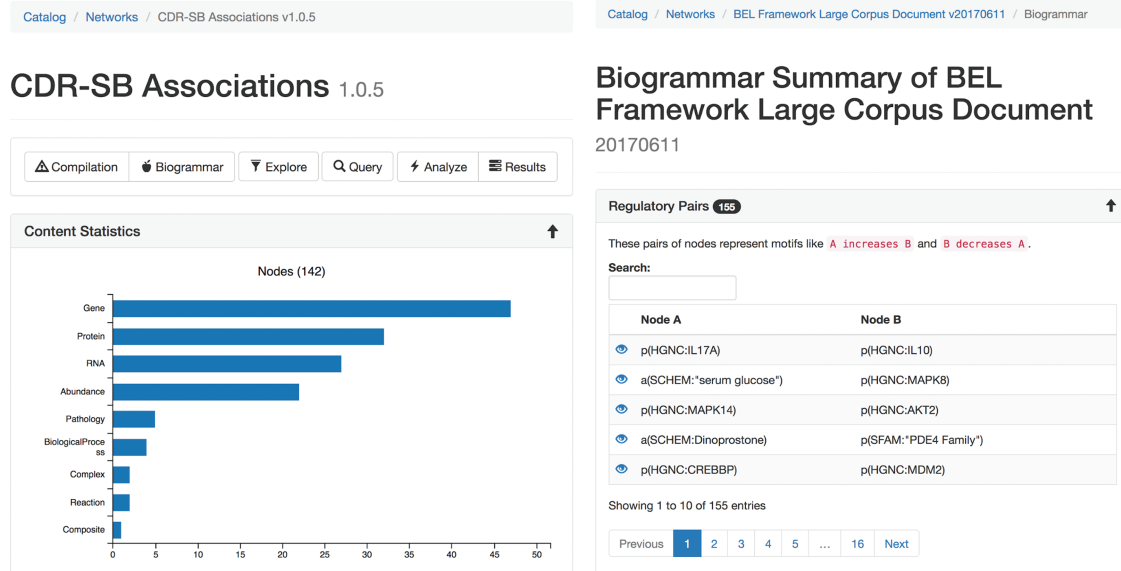 Catalog / Networks / CDR-SB Associations v1.0.5
CDR-SB Associations 1.0.5
Compilation Biogrammar Explore Query Analyze Results
Content Statistics
Nodes (142)
Gene
Protein
RNA
Abundance
Pathology
BiologicalProce
ss
Complex
Reaction
Composite
0 5 10 15 20 25 30 35 40 45 50
Catalog / Networks / BEL Framework Large Corpus Document v20170611 / Biogrammar
Biogrammar Summary of BEL
Framework Large Corpus Document
20170611
Regulatory Pairs 155
These pairs of nodes represent motifs like A increases B and B decreases A.
Search:
Node A Node B
p(HGNC:IL17A) p(HGNC:IL10)
a(SCHEM:"serum glucose") p(HGNC:MAPK8)
p(HGNC:MAPK14) p(HGNC:AKT2)
a(SCHEM:Dinoprostone) p(SFAM:"PDE4 Family")
p(HGNC:CREBBP) p(HGNC:MDM2)
Showing 1 to 10 of 155 entries
Previous 1 2 3 4 5 ... 16 Next